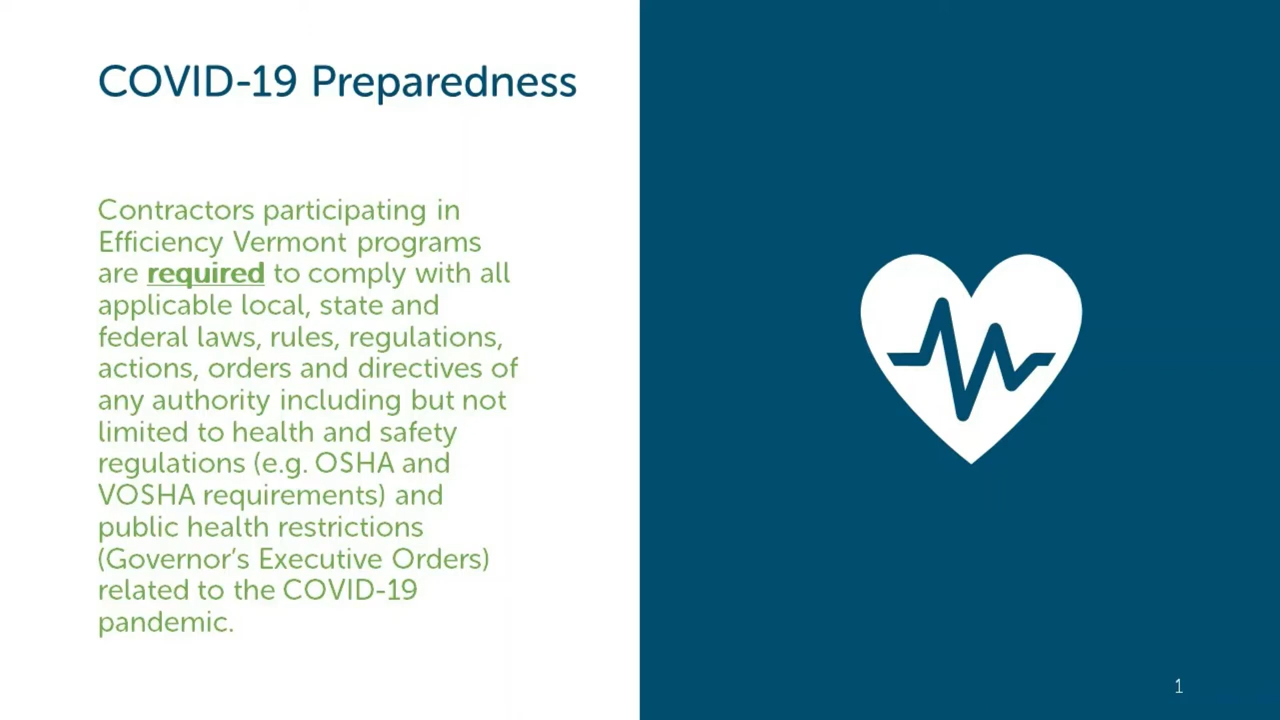 COVID-19 Preparedness
Contractors participating in
Efficiency Vermont programs
are required to comply with all
applicable local, state and
federal laws, rules, regulations,
actions, orders and directives of
any authority including but not
limited to health and safety
regulations (e.g. OSHA and
VOSHA requirements) and
public health restrictions
(Governor’s Executive Orders)
related to the COVID-19
pandemic.
1